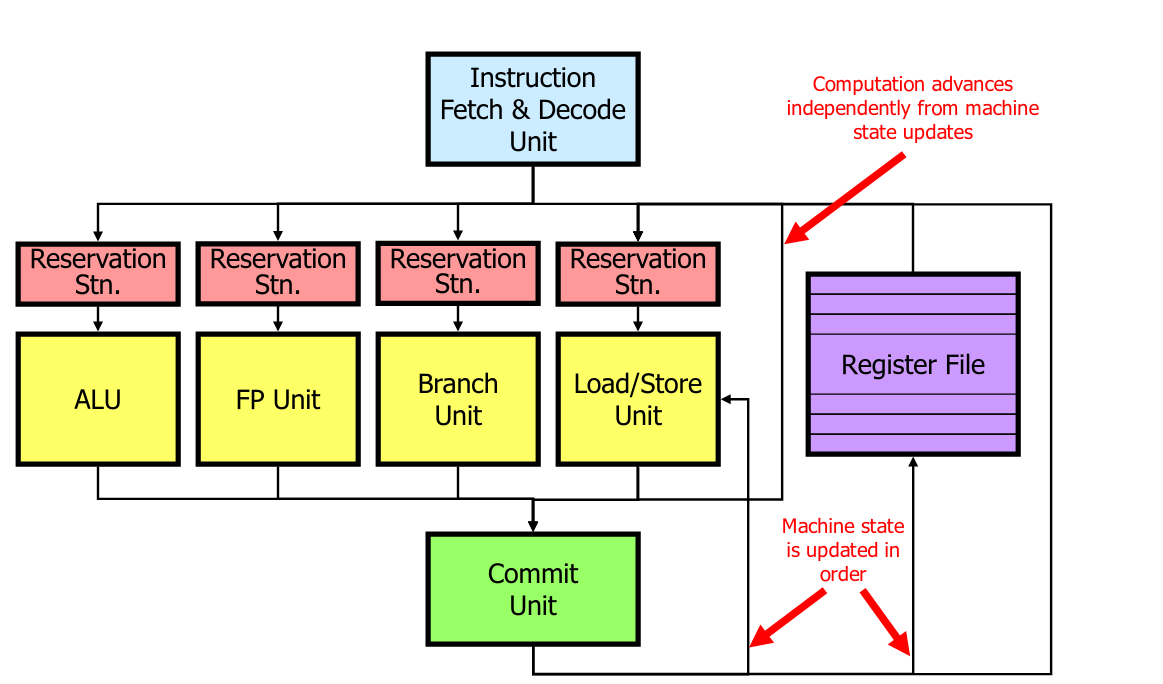 Instruction
Fetch & Decode
Unit
Computation advances
independently from machine
state updates
Reservation
Stn.
Reservation
Stn.
Reservation
Stn.
Reservation
Stn.
ALU
FP Unit
Branch
Unit
Load/Store
Unit
Register File
Machine state
is updated in
order
Commit
Unit